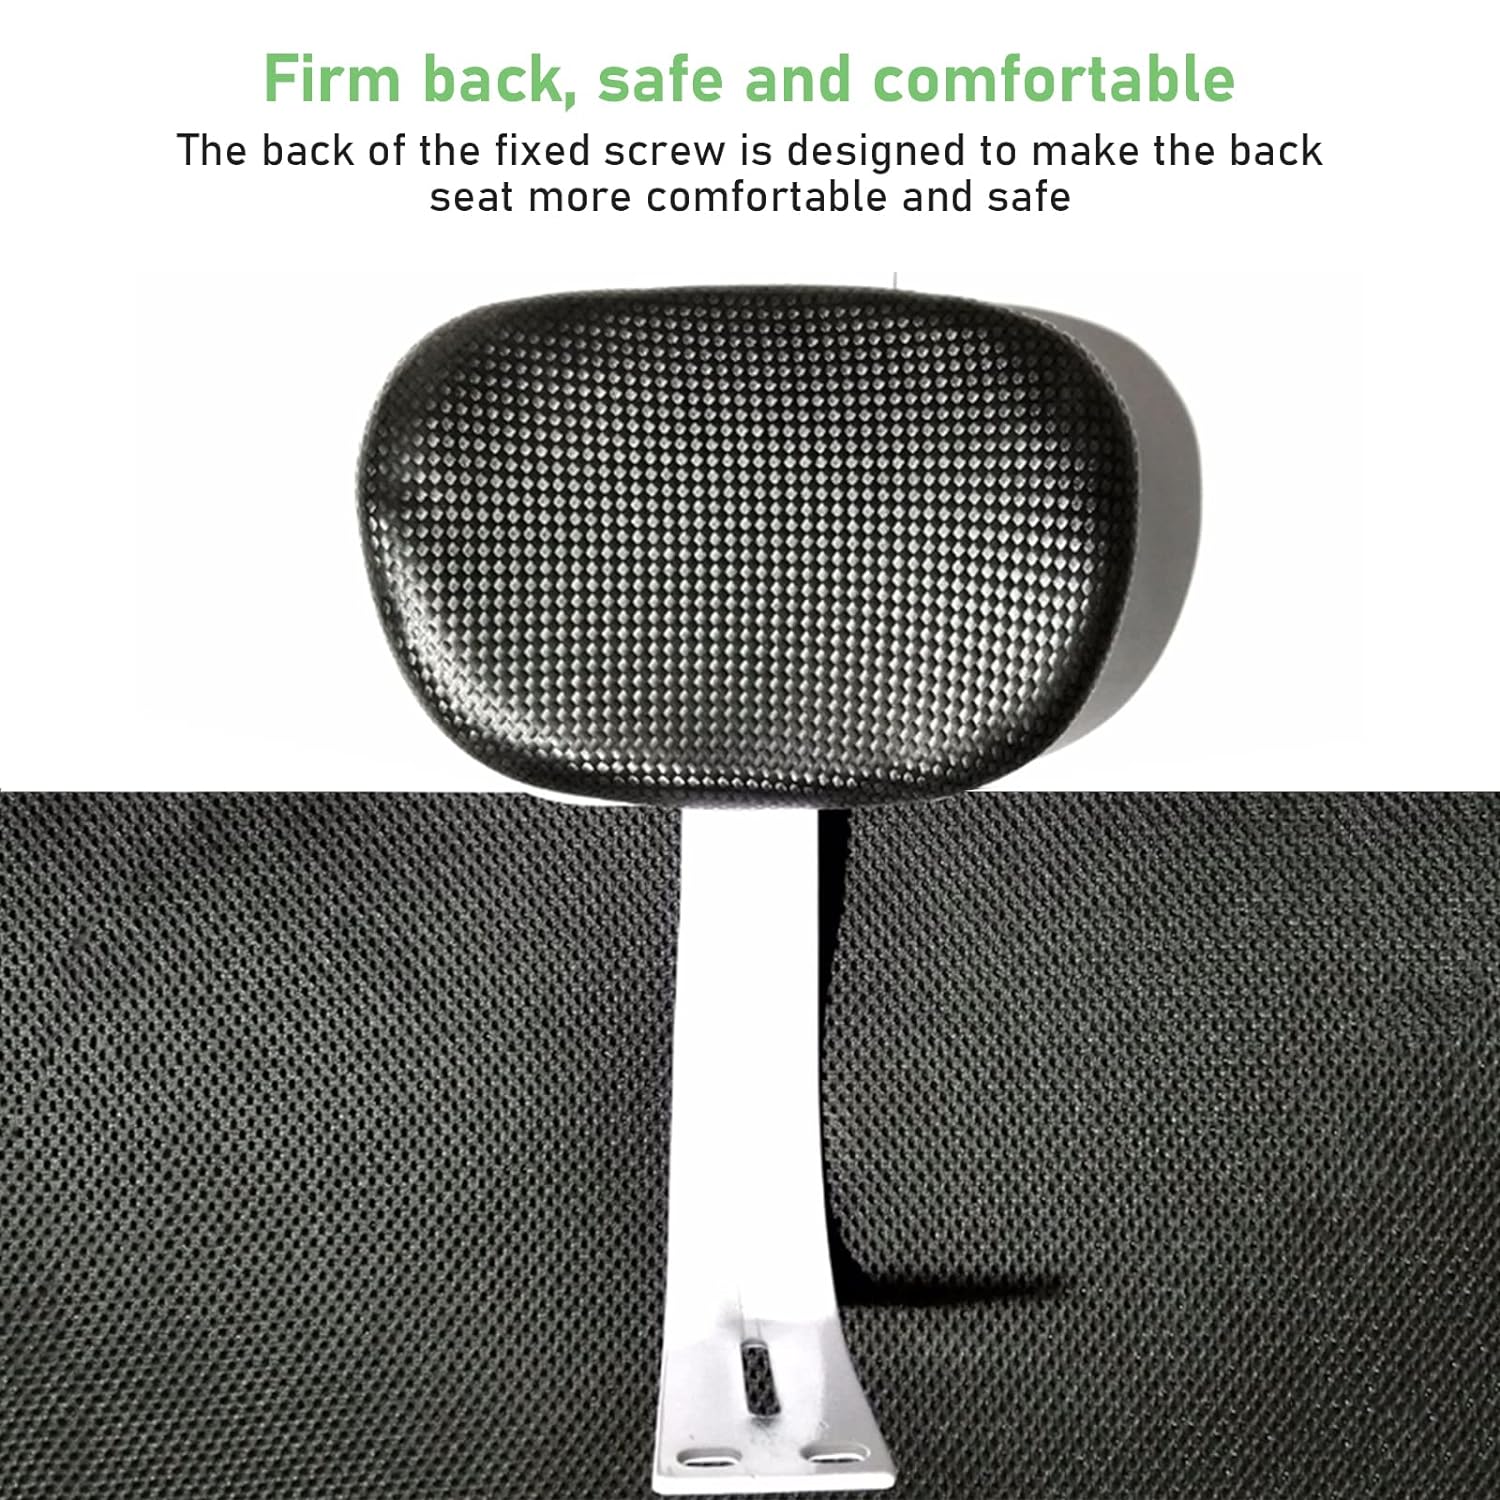 Firm back, safe and comfortable
The back of the fixed screw is designed to make the back
seat more comfortable and safe